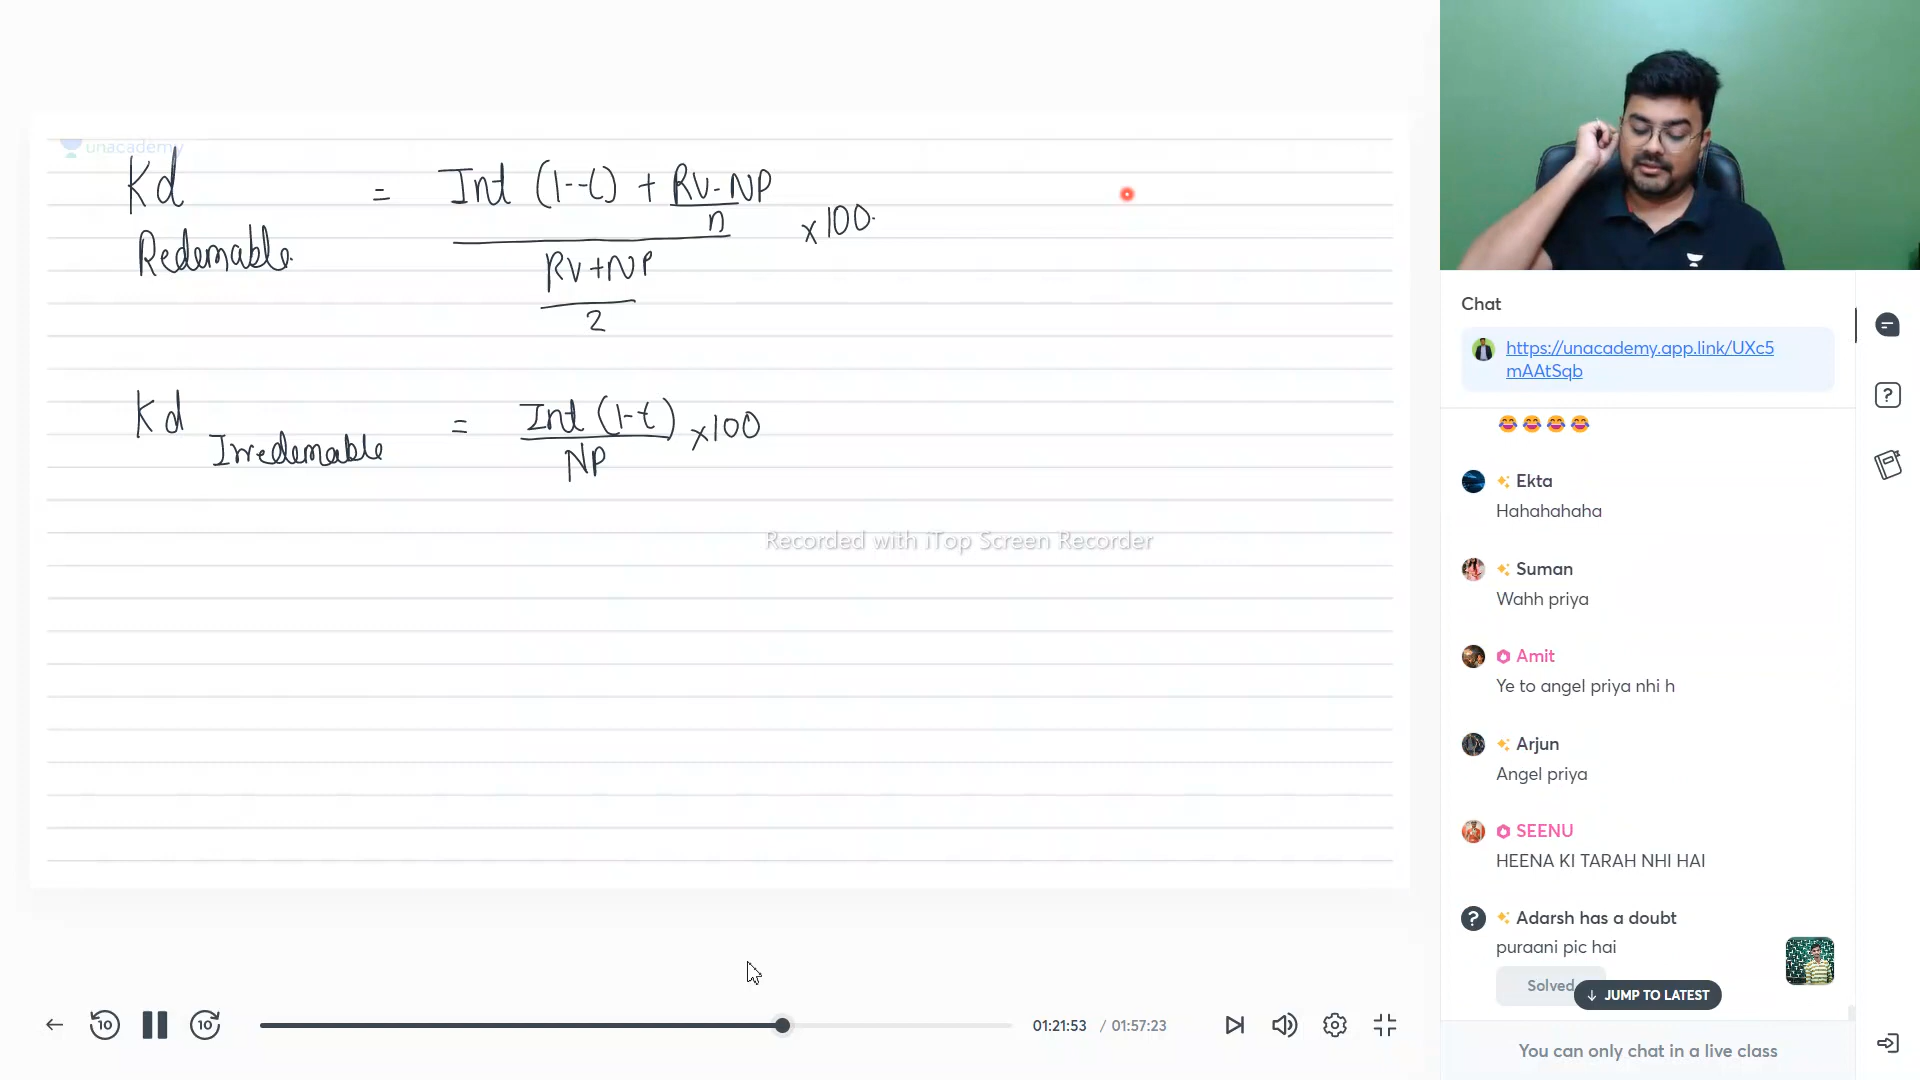 unacademy
Kd Redemable = Int (1-t) + RV-NP/n / RV+NP/2 x100
Kd Irredemable = Int (1-t) / NP x100
Recorded with iTop Screen Recorder
10 10 01:21:53 / 01:57:23
Chat
https://unacademy.app.link/UXc5
mAAtSqb
Ekta
Hahahahaha
Suman
Wahh priya
Amit
Ye to angel priya nhi h
Arjun
Angel priya
SEENU
HEENA KI TARAH NHI HAI
? Adarsh has a doubt
puraani pic hai
Solved
↓ JUMP TO LATEST
You can only chat in a live class
?